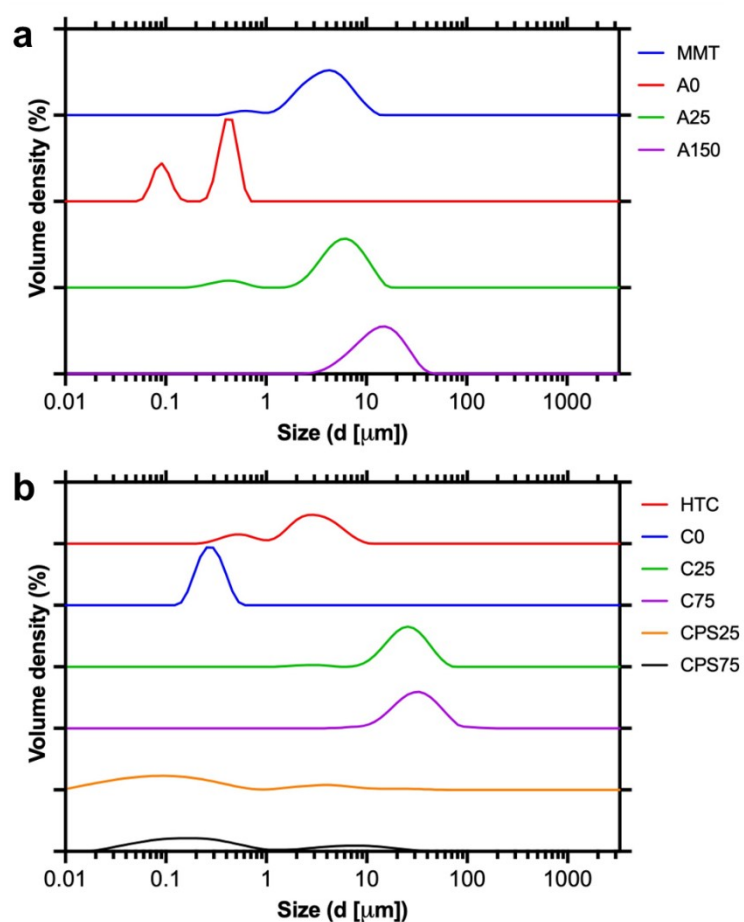 a
Volume density (%)
MMT
A0
A25
A150
0.01 0.1 1 10 100 1000
Size (d [μm])
b
Volume density (%)
HTC
C0
C25
C75
CPS25
CPS75
0.01 0.1 1 10 100 1000
Size (d [μm])